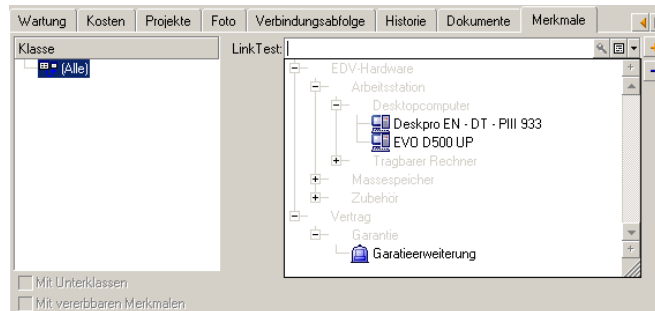 Wartung Kosten Projekte Foto Verbindungsabfolge Historie Dokumente Merkmale
Klasse
LinkTest:
(Alle)
EDV-Hardware
Arbeitsstation
Desktopcomputer
Deskpro EN - DT - PIII 933
EVO D500 UP
Tragbarer Rechner
Massespeicher
Zubehör
Vertrag
Garantie
Garatieerweiterung
Mit Unterklassen
Mit vererbbaren Merkmalen